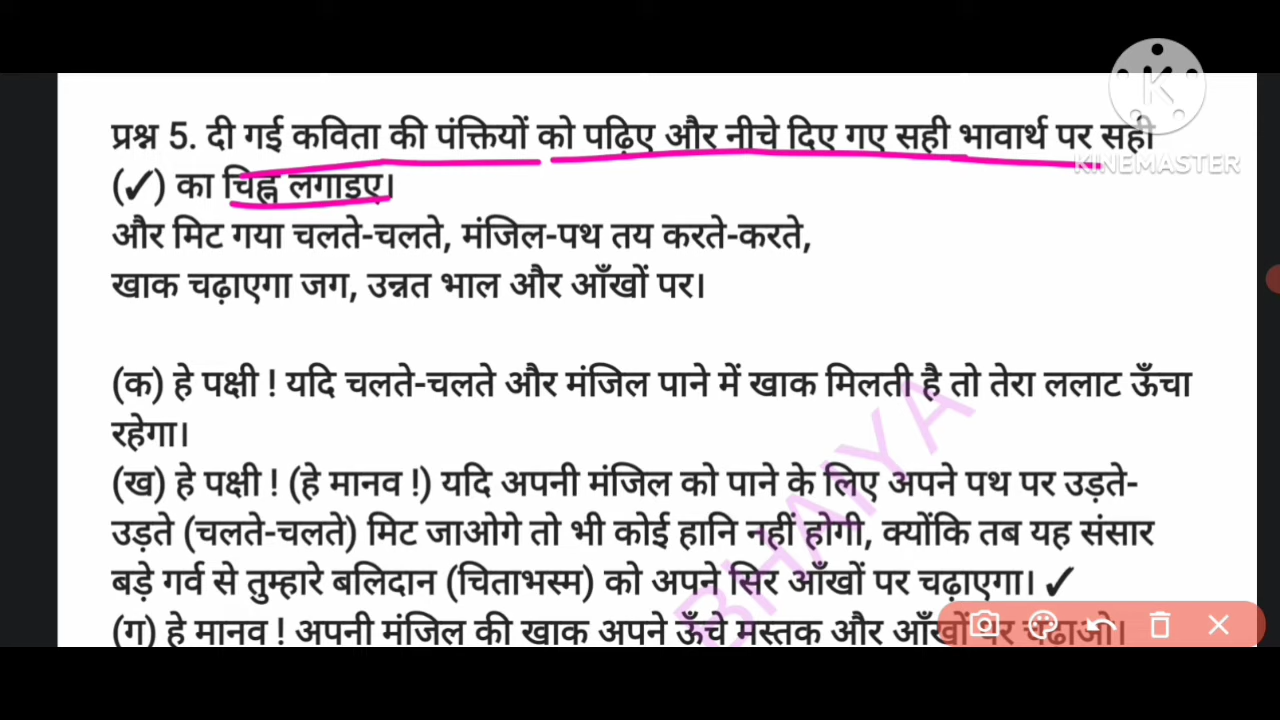 प्रश्न 5. दी गई कविता की पंक्तियों को पढ़िए और नीचे दिए गए सही भावार्थ पर सही
(✓) का चिह्न लगाइए।
और मिट गया चलते-चलते, मंजिल-पथ तय करते-करते,
खाक चढ़ाएगा जग, उन्नत भाल और आँखों पर।
(क) हे पक्षी ! यदि चलते-चलते और मंजिल पाने में खाक मिलती है तो तेरा ललाट ऊँचा
रहेगा।
(ख) हे पक्षी ! (हे मानव !) यदि अपनी मंजिल को पाने के लिए अपने पथ पर उड़ते-
उड़ते (चलते-चलते) मिट जाओगे तो भी कोई हानि नहीं होगी, क्योंकि तब यह संसार
बड़े गर्व से तुम्हारे बलिदान (चिताभस्म) को अपने सिर आँखों पर चढ़ाएगा। ✓
(ग) हे मानव ! अपनी मंजिल की खाक अपने ऊँचे मस्तक और आँखों पर चढाओ।
K
KINEMASTER
BHAIYA